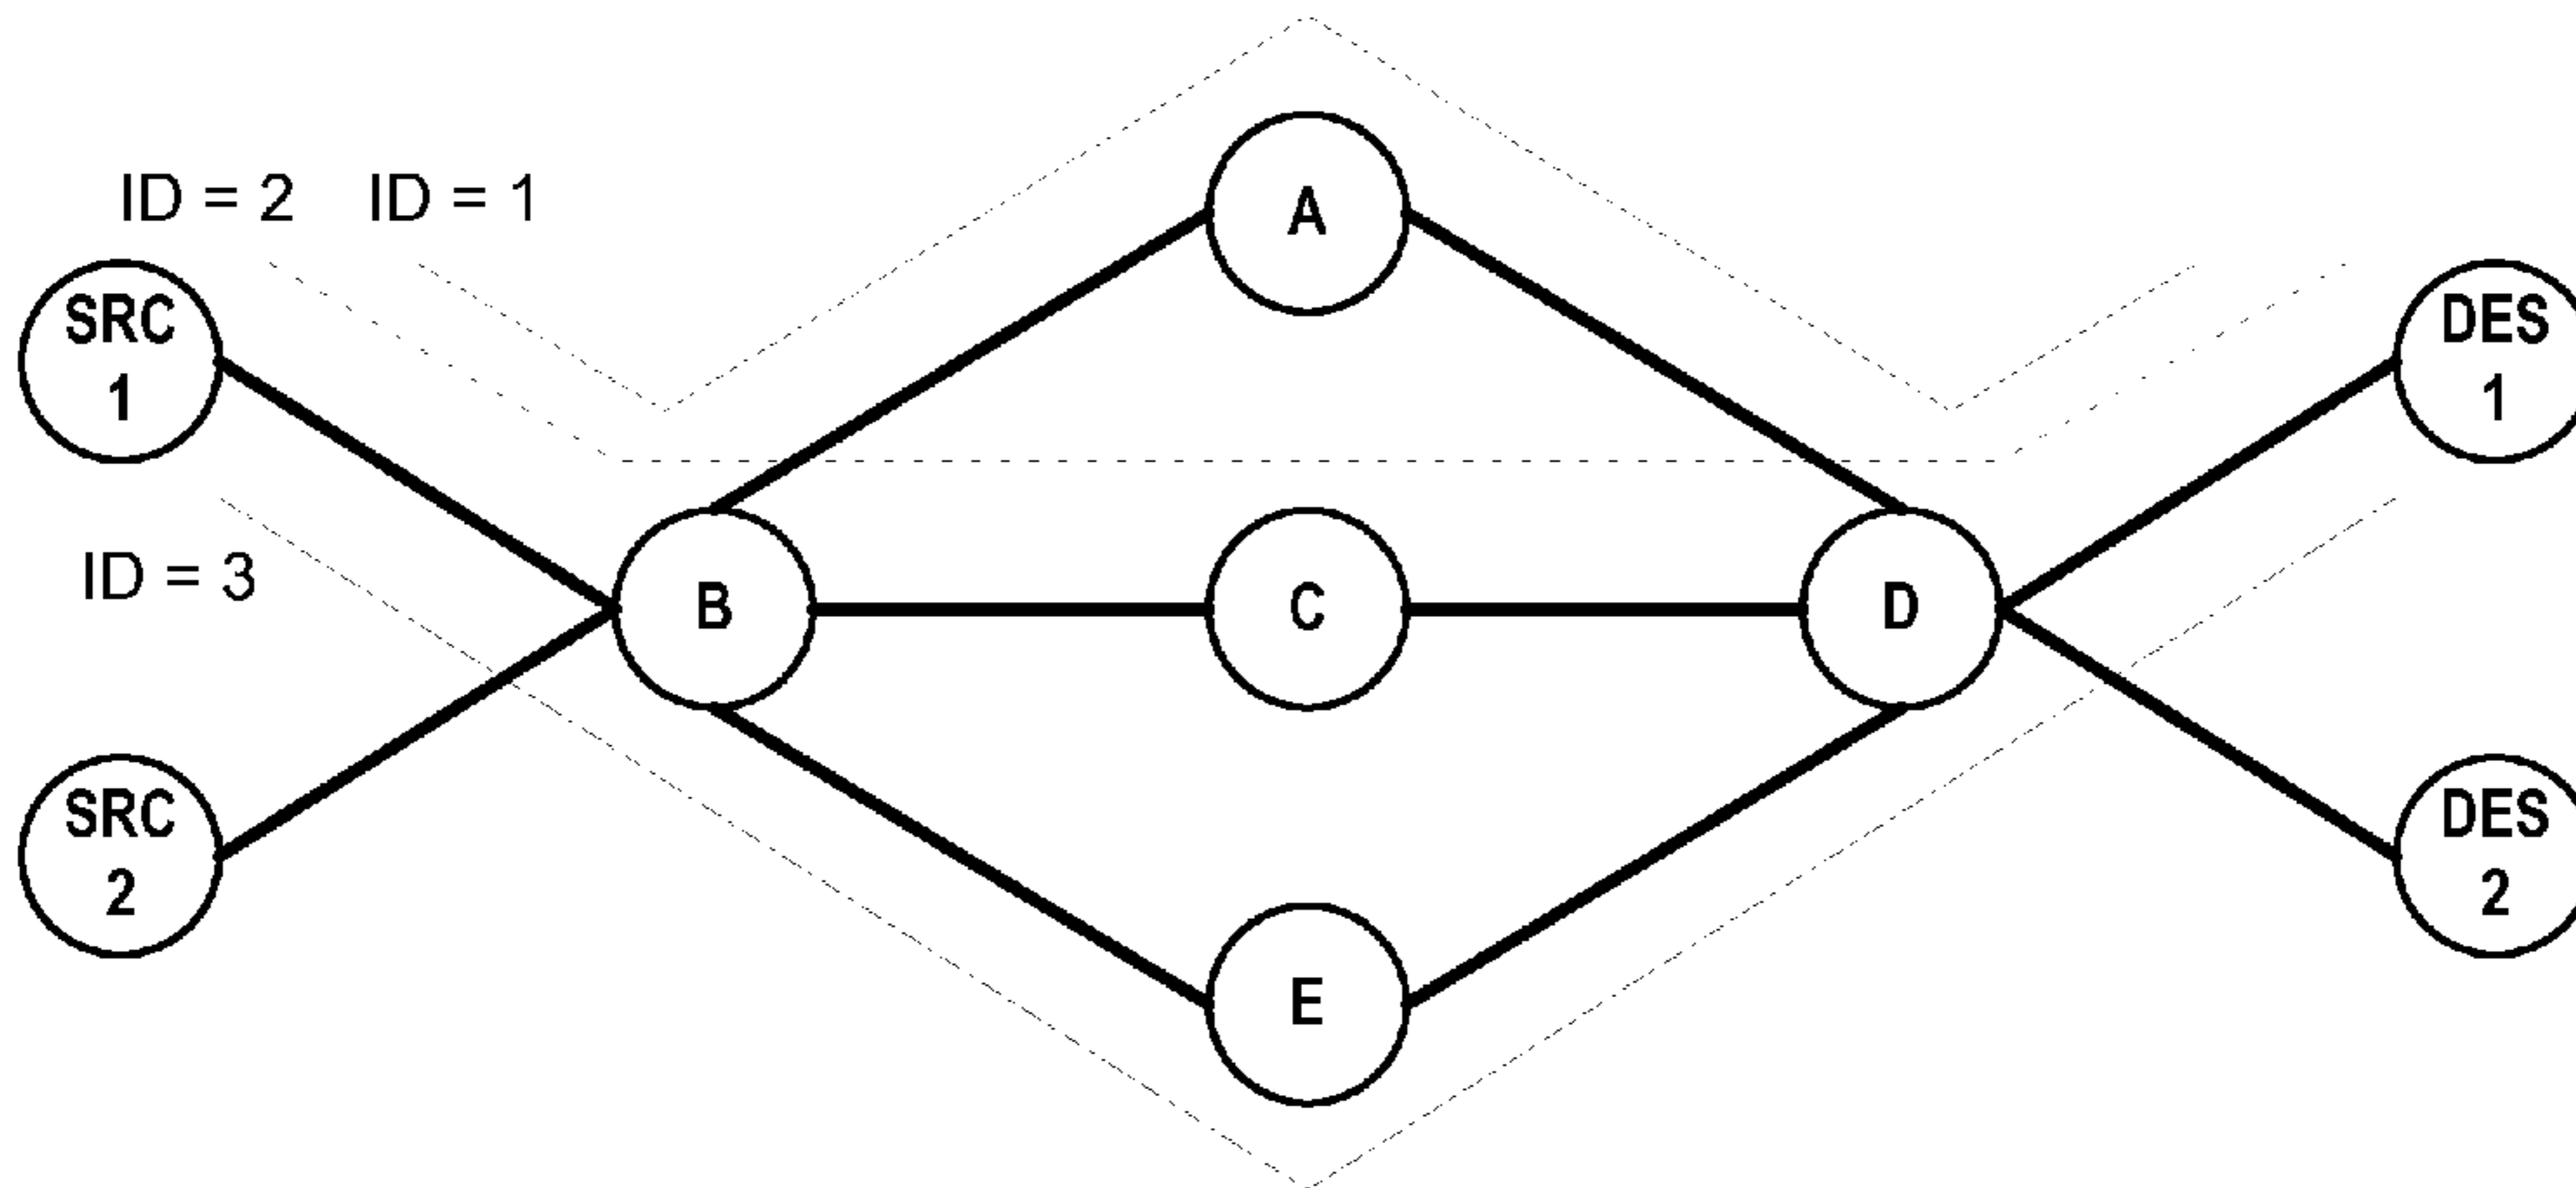 ID = 2 ID = 1
A
SRC
1
DES
1
ID = 3
B
C
D
SRC
2
DES
2
E